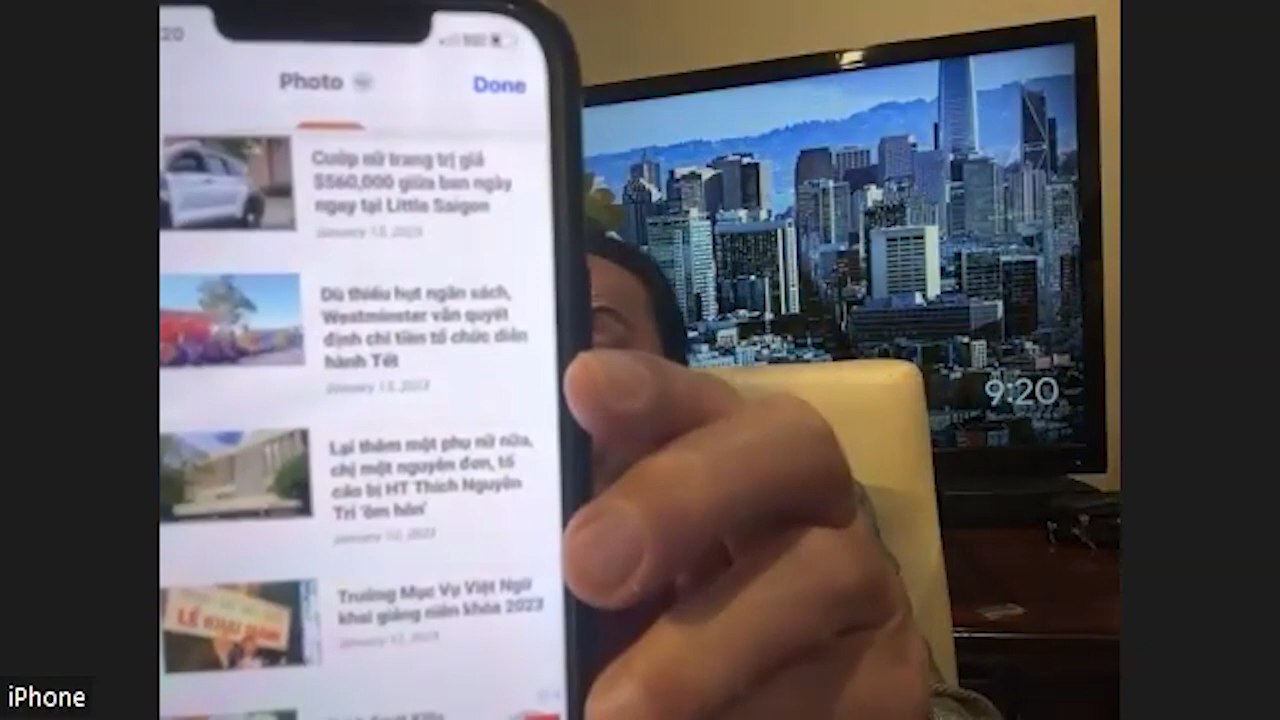 20
Photo
Done
Cướp nữ trang trị giá
$560,000 giữa ban ngày
ngay tại Little Saigon
January 13, 2023
Dù thiếu hụt ngân sách,
Westminster vẫn quyết
định chi tiền tổ chức diễn
hành Tết
January 13, 2023
Lại thêm một phụ nữ nữa,
chị một nguyên đơn, tố
cáo bị HT Thích Nguyên
Trí 'ôm hôn'
January 12, 2023
LỄ KHAI GIẢNG
Trường Mục Vụ Việt Ngữ
khai giảng niên khóa 2023
January 12, 2023
9:20
iPhone